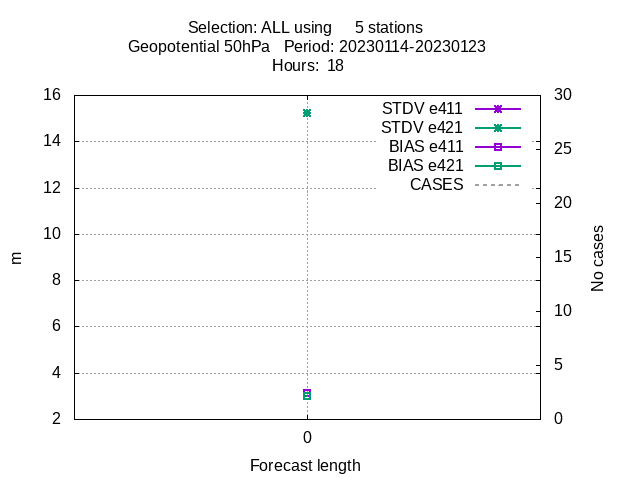 Selection: ALL using 5 stations
Geopotential 50hPa Period: 20230114-20230123
Hours: 18
16
14
12
10
8
6
4
2
m
STDV e411
STDV e421
BIAS e411
BIAS e421
CASES
30
25
20
15
10
5
0
No cases
0
Forecast length